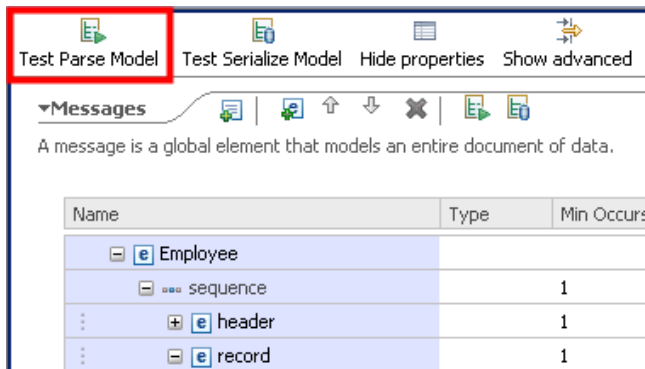 Test Parse Model Test Serialize Model Hide properties Show advanced
Messages
A message is a global element that models an entire document of data.
Name Type Min Occurs
e Employee
sequence 1
e header 1
e record 1